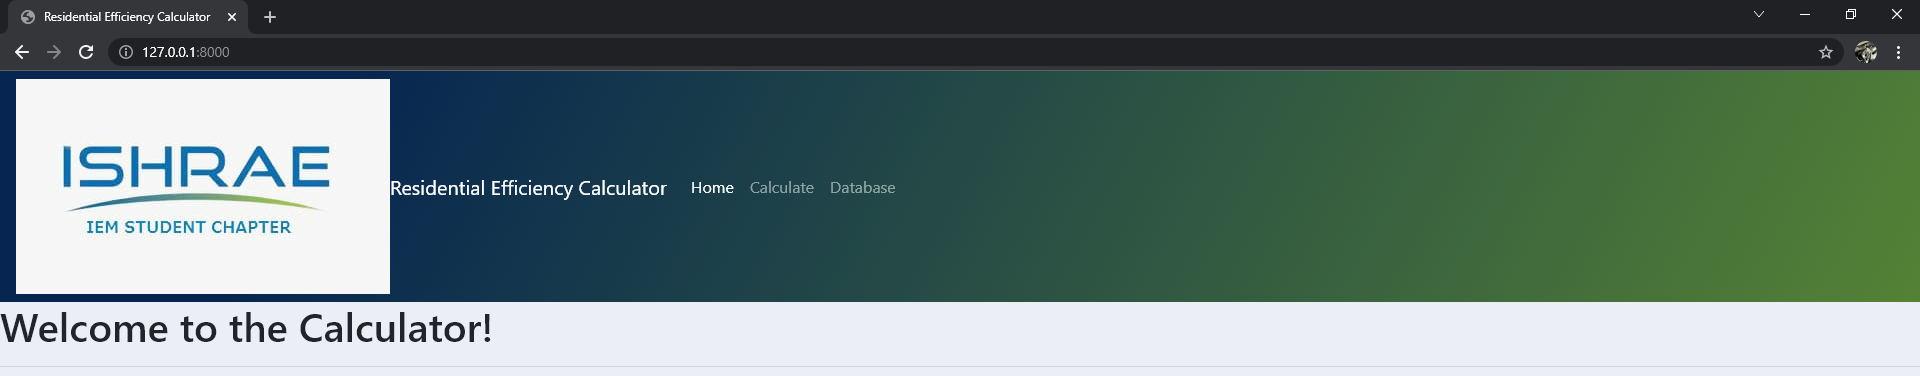 Residential Efficiency Calculator
127.0.0.1:8000
ISHRAE
IEM STUDENT CHAPTER
Residential Efficiency Calculator Home Calculate Database
Welcome to the Calculator!